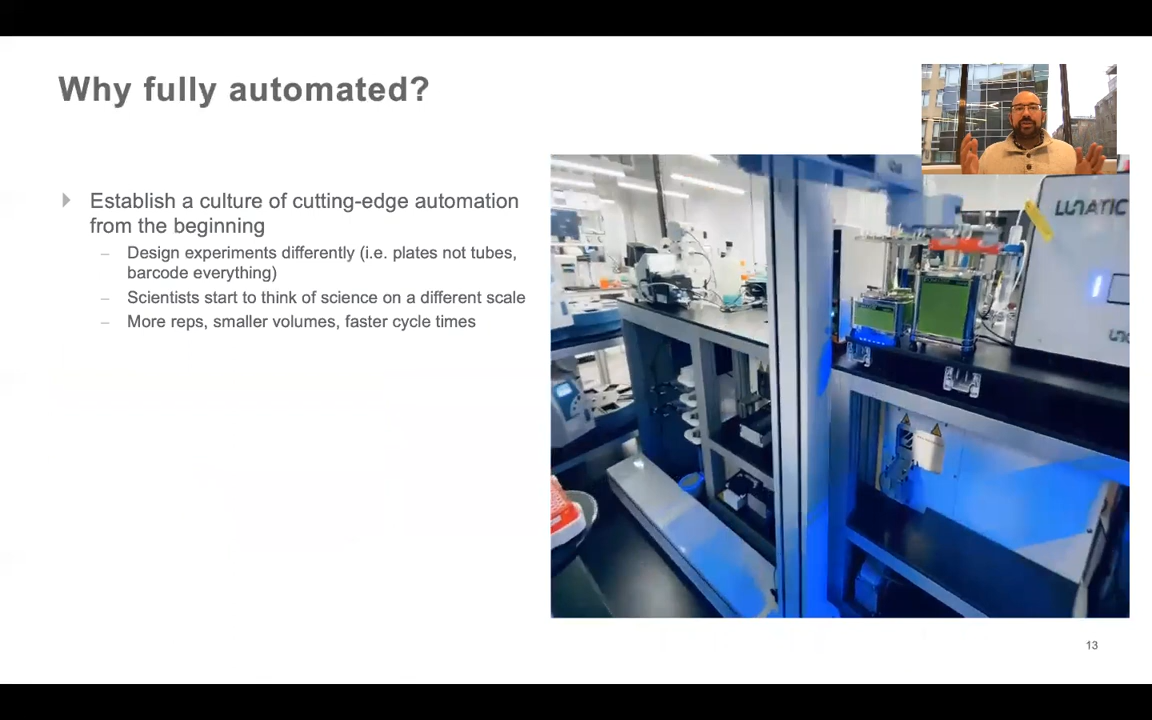 Why fully automated?
Establish a culture of cutting-edge automation
from the beginning
– Design experiments differently (i.e. plates not tubes,
barcode everything)
– Scientists start to think of science on a different scale
– More reps, smaller volumes, faster cycle times
LUNATIC
13